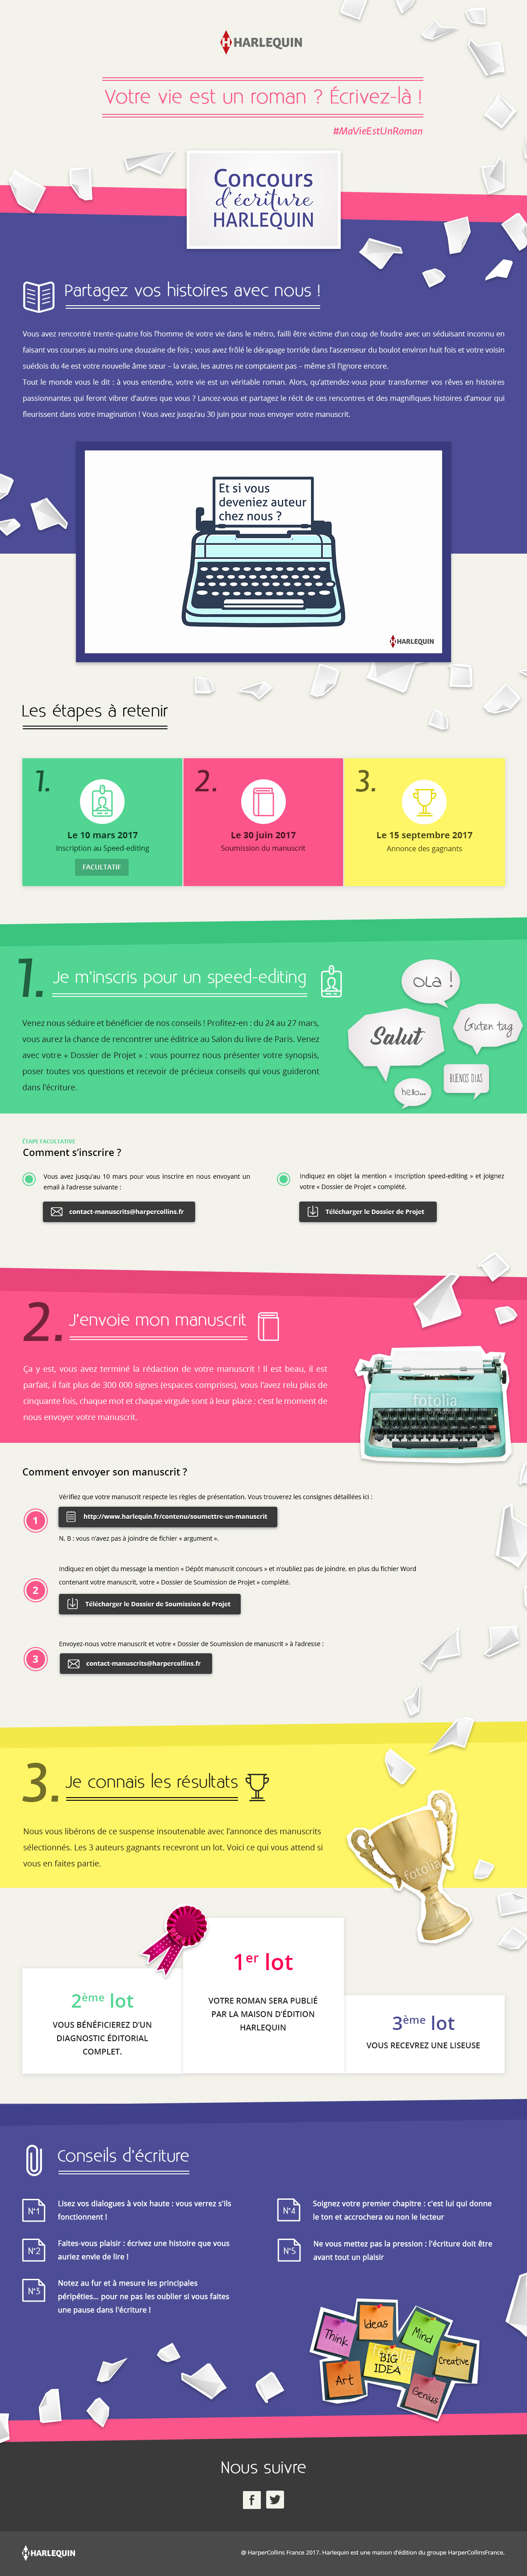 HARLEQUIN
Votre vie est un roman ? Écrivez-là !
#MaVieEstUnRoman
Concours
d'écriture
HARLEQUIN
Partagez vos histoires avec nous !
Vous avez rencontré trente-quatre fois l'homme de votre vie dans le métro, failli être victime d'un coup de foudre avec un séduisant inconnu en
faisant vos courses au moins une douzaine de fois ; vous avez frôlé le dérapage torride dans l'ascenseur du boulot environ huit fois et votre voisin
suédois du 4e est votre nouvelle âme sœur – la vraie, les autres ne comptaient pas – même s'il l'ignore encore.
Tout le monde vous le dit : à vous entendre, votre vie est un véritable roman. Alors, qu'attendez-vous pour transformer vos rêves en histoires
passionnantes qui feront vibrer d'autres que vous ? Lancez-vous et partagez le récit de ces rencontres et des magnifiques histoires d'amour qui
fleurissent dans votre imagination ! Vous avez jusqu'au 30 juin pour nous envoyer votre manuscrit.
Et si vous
deveniez auteur
chez nous ?
HARLEQUIN
Les étapes à retenir
1.
Le 10 mars 2017
Inscription au Speed-editing
FACULTATIF
2.
Le 30 juin 2017
Soumission du manuscrit
3.
Le 15 septembre 2017
Annonce des gagnants
1. Je m'inscris pour un speed-editing
Venez nous séduire et bénéficier de nos conseils ! Profitez-en : du 24 au 27 mars,
vous aurez la chance de rencontrer une éditrice au Salon du livre de Paris. Venez
avec votre « Dossier de Projet » : vous pourrez nous présenter votre synopsis,
poser toutes vos questions et recevoir de précieux conseils qui vous guideront
dans l'écriture.
Ola !
Salut
Guten tag
BUENOS DIAS
hello...
ÉTAPE FACULTATIVE
Comment s'inscrire ?
Vous avez jusqu'au 10 mars pour vous inscrire en nous envoyant un
email à l'adresse suivante :
contact-manuscrits@harpercollins.fr
Indiquez en objet la mention « Inscription speed-editing » et joignez
votre « Dossier de Projet » complété.
Télécharger le Dossier de Projet
2. J'envoie mon manuscrit
Ça y est, vous avez terminé la rédaction de votre manuscrit ! Il est beau, il est
parfait, il fait plus de 300 000 signes (espaces comprises), vous l'avez relu plus de
cinquante fois, chaque mot et chaque virgule sont à leur place : c'est le moment de
nous envoyer votre manuscrit.
fotolia
Comment envoyer son manuscrit ?
1
Vérifiez que votre manuscrit respecte les règles de présentation. Vous trouverez les consignes détaillées ici :
http://www.harlequin.fr/contenu/soumettre-un-manuscrit
N. B : vous n'avez pas à joindre de fichier « argument ».
2
Indiquez en objet du message la mention « Dépôt manuscrit concours » et n'oubliez pas de joindre, en plus du fichier Word
contenant votre manuscrit, votre « Dossier de Soumission de Projet » complété.
Télécharger le Dossier de Soumission de Projet
3
Envoyez-nous votre manuscrit et votre « Dossier de Soumission de manuscrit » à l'adresse :
contact-manuscrits@harpercollins.fr
3. Je connais les résultats
Nous vous libérons de ce suspense insoutenable avec l'annonce des manuscrits
sélectionnés. Les 3 auteurs gagnants recevront un lot. Voici ce qui vous attend si
vous en faites partie.
fotolia
1er lot
VOTRE ROMAN SERA PUBLIÉ
PAR LA MAISON D'ÉDITION
HARLEQUIN
2ème lot
VOUS BÉNÉFICIEREZ D'UN
DIAGNOSTIC ÉDITORIAL
COMPLET.
3ème lot
VOUS RECEVREZ UNE LISEUSE
Conseils d'écriture
N°1
Lisez vos dialogues à voix haute : vous verrez s'ils
fonctionnent !
N°2
Faites-vous plaisir : écrivez une histoire que vous
auriez envie de lire !
N°3
Notez au fur et à mesure les principales
péripéties... pour ne pas les oublier si vous faites
une pause dans l'écriture !
N°4
Soignez votre premier chapitre : c'est lui qui donne
le ton et accrochera ou non le lecteur
N°5
Ne vous mettez pas la pression : l'écriture doit être
avant tout un plaisir
Think
Ideas
Mind
BIG
IDEA
Creative
Art
Genius
Nous suivre
HARLEQUIN
@ HarperCollins France 2017. Harlequin est une maison d'édition du groupe HarperCollinsFrance.